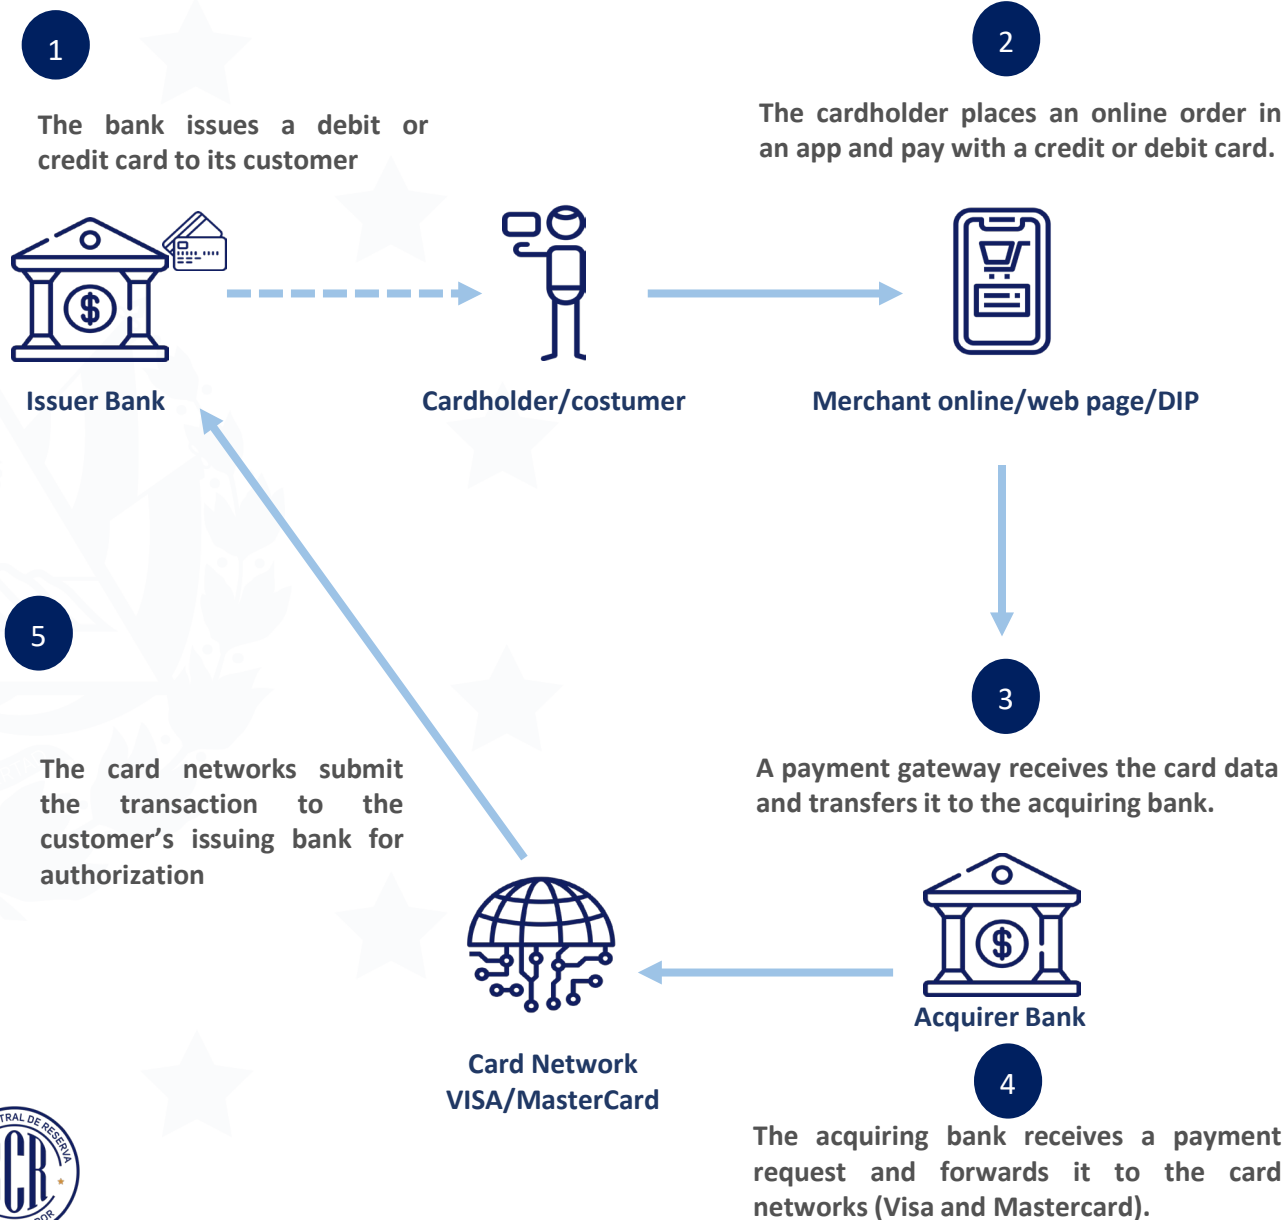 1
The bank issues a debit or
credit card to its customer
2
The cardholder places an online order in
an app and pay with a credit or debit card.
Issuer Bank
Cardholder/costumer
Merchant online/web page/DIP
3
A payment gateway receives the card data
and transfers it to the acquiring bank.
Acquirer Bank
4
The acquiring bank receives a payment
request and forwards it to the card
networks (Visa and Mastercard).
Card Network
VISA/MasterCard
5
The card networks submit
the transaction to the
customer's issuing bank for
authorization
DE RESERVA